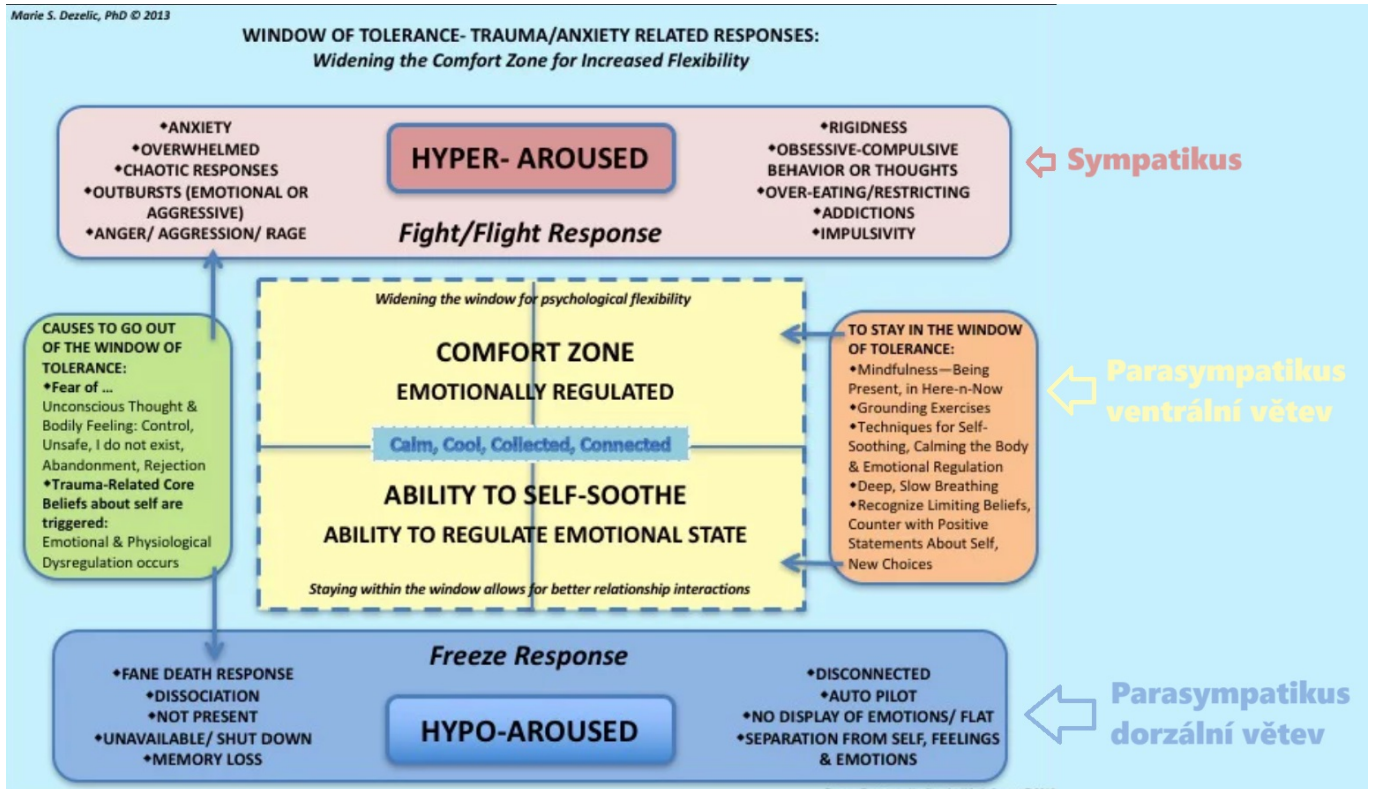 Marie S. Dezelic, PhD © 2013
WINDOW OF TOLERANCE- TRAUMA/ANXIETY RELATED RESPONSES:
Widening the Comfort Zone for Increased Flexibility
◆ANXIETY
◆OVERWHELMED
◆CHAOTIC RESPONSES
◆OUTBURSTS (EMOTIONAL OR
AGGRESSIVE)
◆ANGER/ AGGRESSION/ RAGE
HYPER- AROUSED
Fight/Flight Response
◆RIGIDNESS
◆OBSESSIVE-COMPULSIVE
BEHAVIOR OR THOUGHTS
◆OVER-EATING/RESTRICTING
◆ADDICTIONS
◆IMPULSIVITY
Sympatikus
CAUSES TO GO OUT
OF THE WINDOW OF
TOLERANCE:
◆Fear of ...
Unconscious Thought &
Bodily Feeling: Control,
Unsafe, I do not exist,
Abandonment, Rejection
◆Trauma-Related Core
Beliefs about self are
triggered:
Emotional & Physiological
Dysregulation occurs
Widening the window for psychological flexibility
COMFORT ZONE
EMOTIONALLY REGULATED
Calm, Cool, Collected, Connected
ABILITY TO SELF-SOOTHE
ABILITY TO REGULATE EMOTIONAL STATE
Staying within the window allows for better relationship interactions
TO STAY IN THE WINDOW
OF TOLERANCE:
◆Mindfulness—Being
Present, in Here-n-Now
◆Grounding Exercises
◆Techniques for Self-
Soothing, Calming the Body
& Emotional Regulation
◆Deep, Slow Breathing
◆Recognize Limiting Beliefs,
Counter with Positive
Statements About Self,
New Choices
Parasympatikus
ventrální větev
◆FANE DEATH RESPONSE
◆DISSOCIATION
◆NOT PRESENT
◆UNAVAILABLE/ SHUT DOWN
◆MEMORY LOSS
Freeze Response
HYPO-AROUSED
◆DISCONNECTED
◆AUTO PILOT
◆NO DISPLAY OF EMOTIONS/ FLAT
◆SEPARATION FROM SELF, FEELINGS
& EMOTIONS
Parasympatikus
dorzální větev